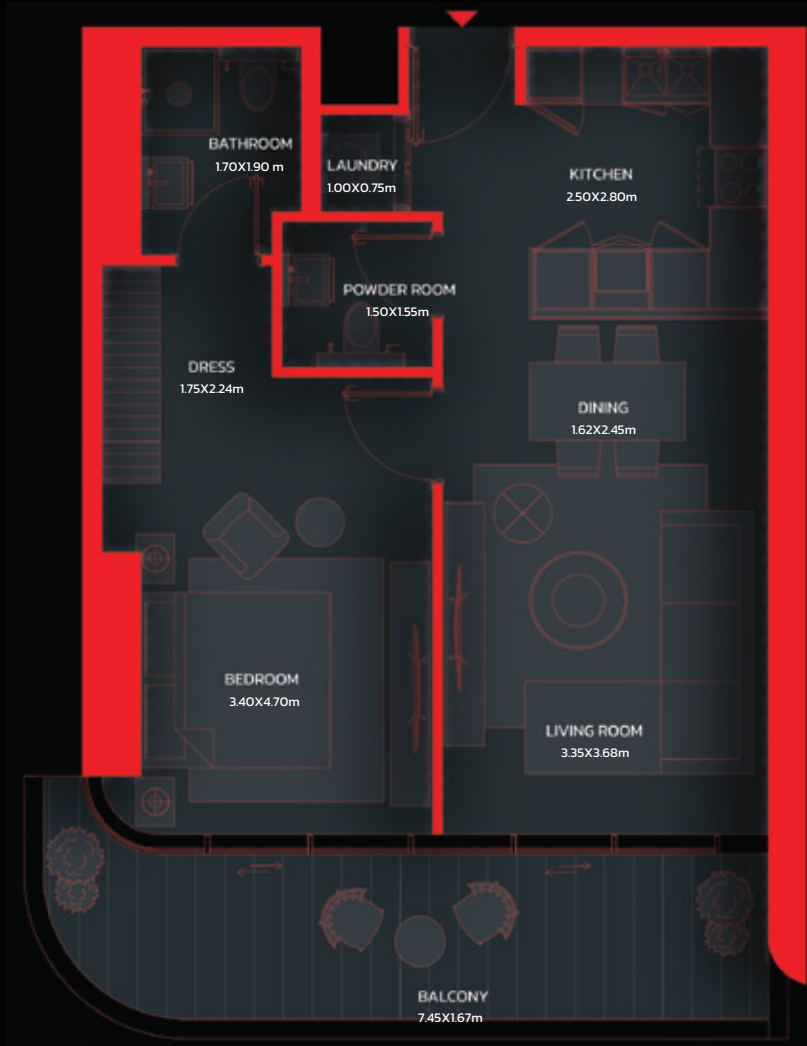 BATHROOM
1.70X1.90 m
LAUNDRY
1.00X0.75m
KITCHEN
2.50X2.80m
POWDER ROOM
1.50X1.55m
DRESS
1.75X2.24m
DINING
1.62X2.45m
BEDROOM
3.40X4.70m
LIVING ROOM
3.35X3.68m
BALCONY
7.45X1.67m